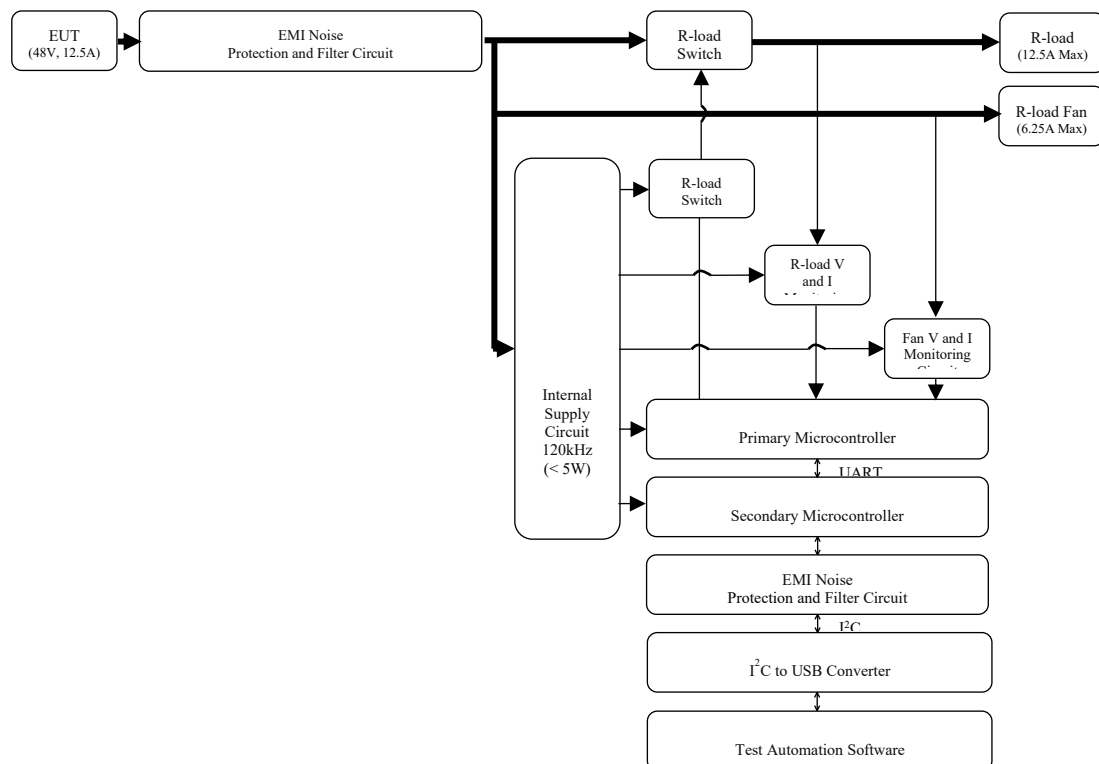 EUT
(48V, 12.5A)
EMI Noise
Protection and Filter Circuit
R-load
Switch
R-load
(12.5A Max)
R-load Fan
(6.25A Max)
R-load
Switch
R-load V
and I
Fan V and I
Monitoring
Internal
Supply
Circuit
120kHz
(< 5W)
Primary Microcontroller
UART
Secondary Microcontroller
EMI Noise
Protection and Filter Circuit
I²C
I²C to USB Converter
Test Automation Software